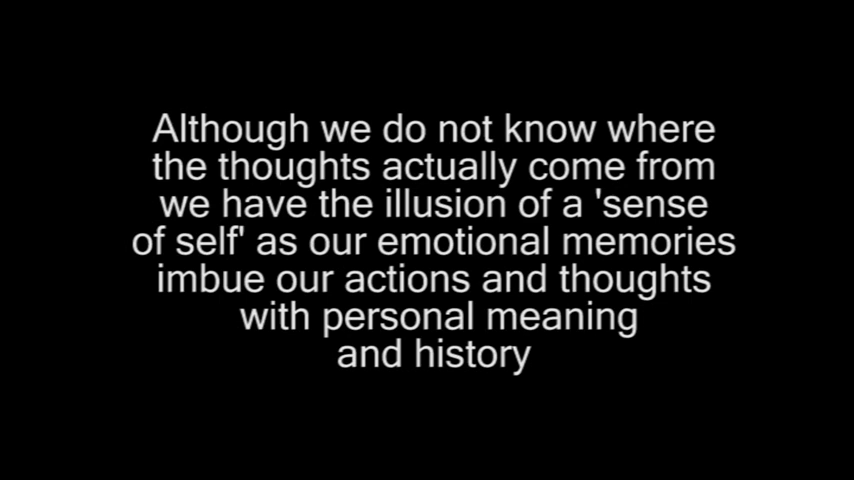 Although we do not know where
the thoughts actually come from
we have the illusion of a 'sense
of self' as our emotional memories
imbue our actions and thoughts
with personal meaning
and history